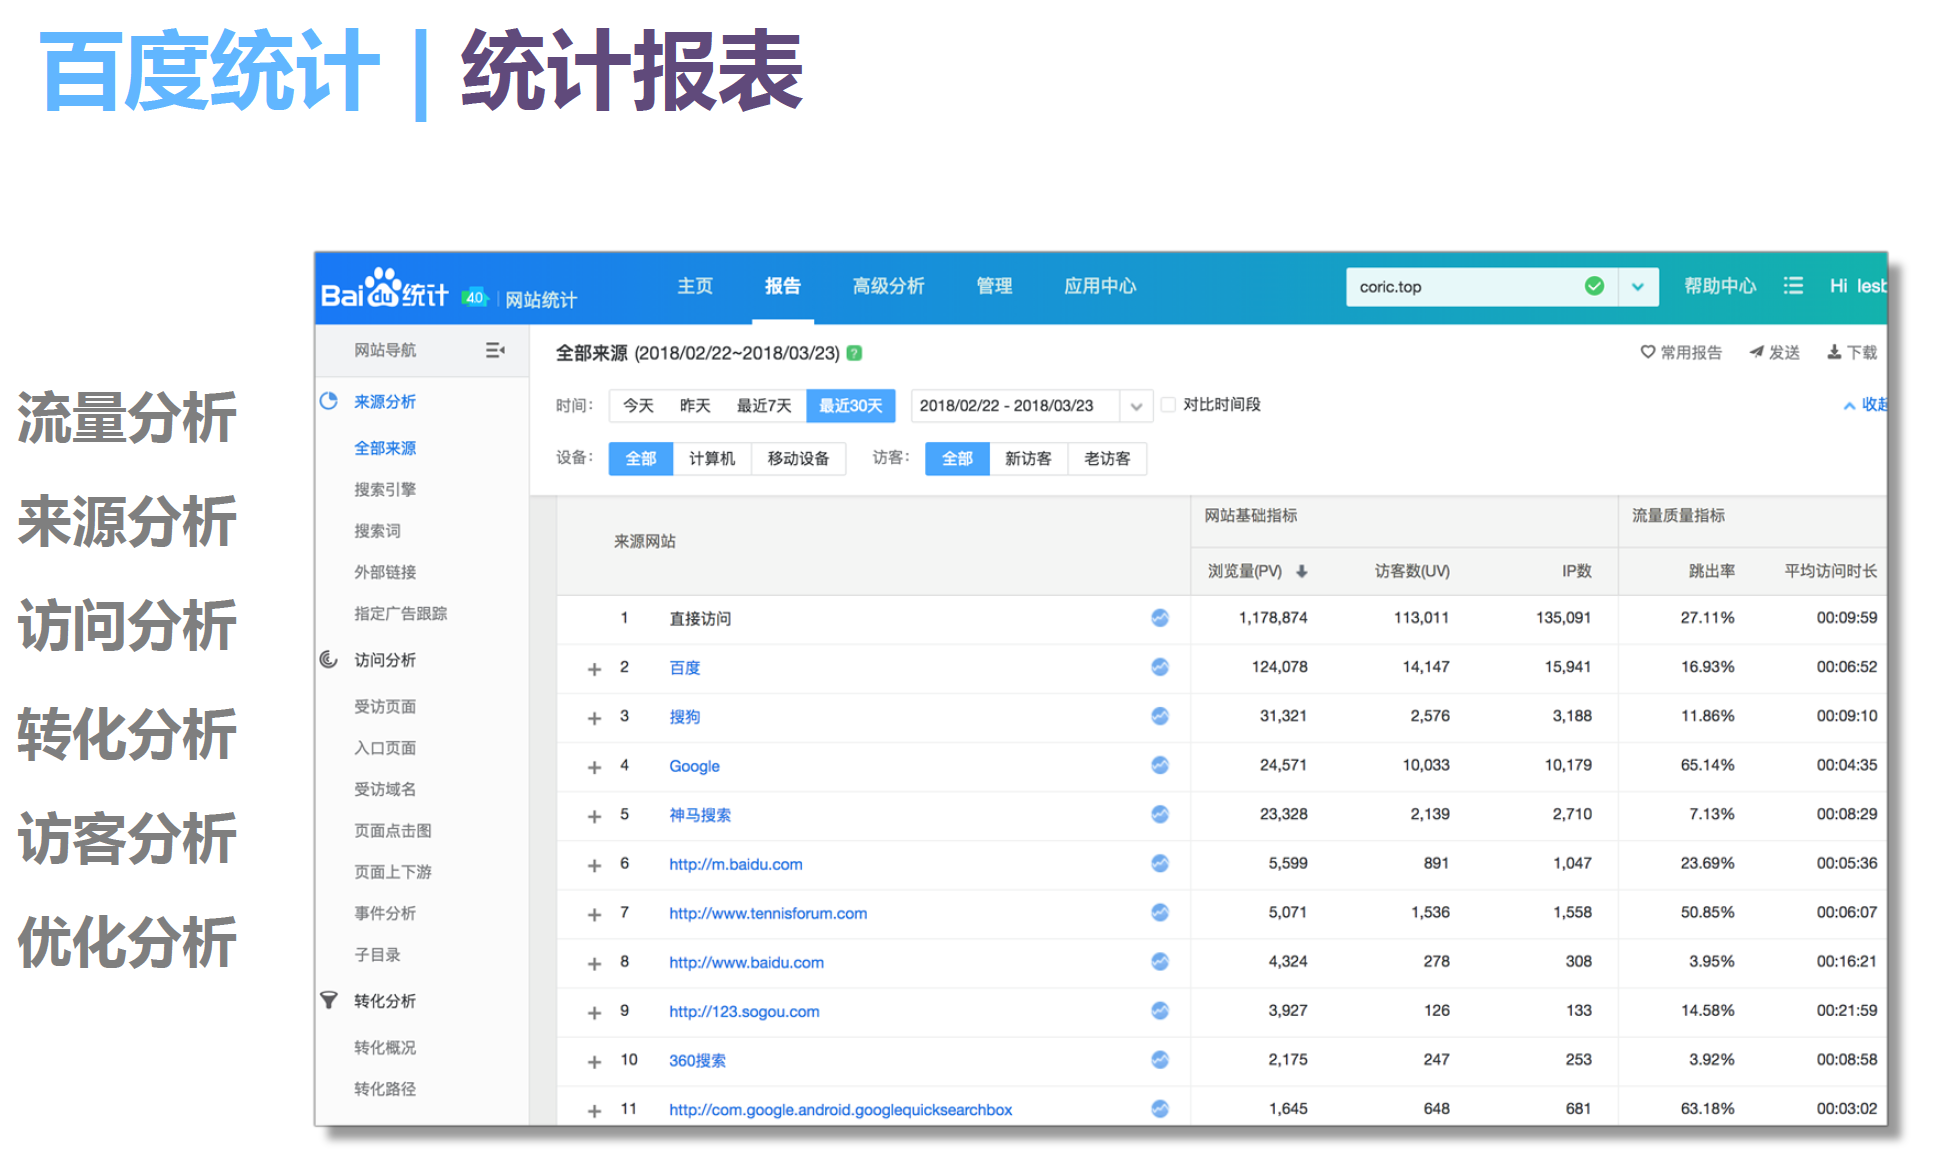 百度统计 | 统计报表
流量分析
来源分析
访问分析
转化分析
访客分析
优化分析
Bai du 统计 4.0 | 网站统计
主页 报告 高级分析 管理 应用中心
coric.top
帮助中心 Hi lesb
网站导航
来源分析
全部来源
搜索引擎
搜索词
外部链接
指定广告跟踪
访问分析
受访页面
入口页面
受访域名
页面点击图
页面上下游
事件分析
子目录
转化分析
转化概况
转化路径
全部来源 (2018/02/22~2018/03/23) ?
常用报告 发送 下载
时间： 今天 昨天 最近7天 最近30天 2018/02/22 - 2018/03/23 对比时间段
收起
设备： 全部 计算机 移动设备 访客： 全部 新访客 老访客
来源网站 网站基础指标 流量质量指标
浏览量(PV) 访客数(UV) IP数 跳出率 平均访问时长
1 直接访问 1,178,874 113,011 135,091 27.11% 00:09:59
+ 2 百度 124,078 14,147 15,941 16.93% 00:06:52
+ 3 搜狗 31,321 2,576 3,188 11.86% 00:09:10
+ 4 Google 24,571 10,033 10,179 65.14% 00:04:35
+ 5 神马搜索 23,328 2,139 2,710 7.13% 00:08:29
+ 6 http://m.baidu.com 5,599 891 1,047 23.69% 00:05:36
+ 7 http://www.tennisforum.com 5,071 1,536 1,558 50.85% 00:06:07
+ 8 http://www.baidu.com 4,324 278 308 3.95% 00:16:21
+ 9 http://123.sogou.com 3,927 126 133 14.58% 00:21:59
+ 10 360搜索 2,175 247 253 3.92% 00:08:58
+ 11 http://com.google.android.googlequicksearchbox 1,645 648 681 63.18% 00:03:02